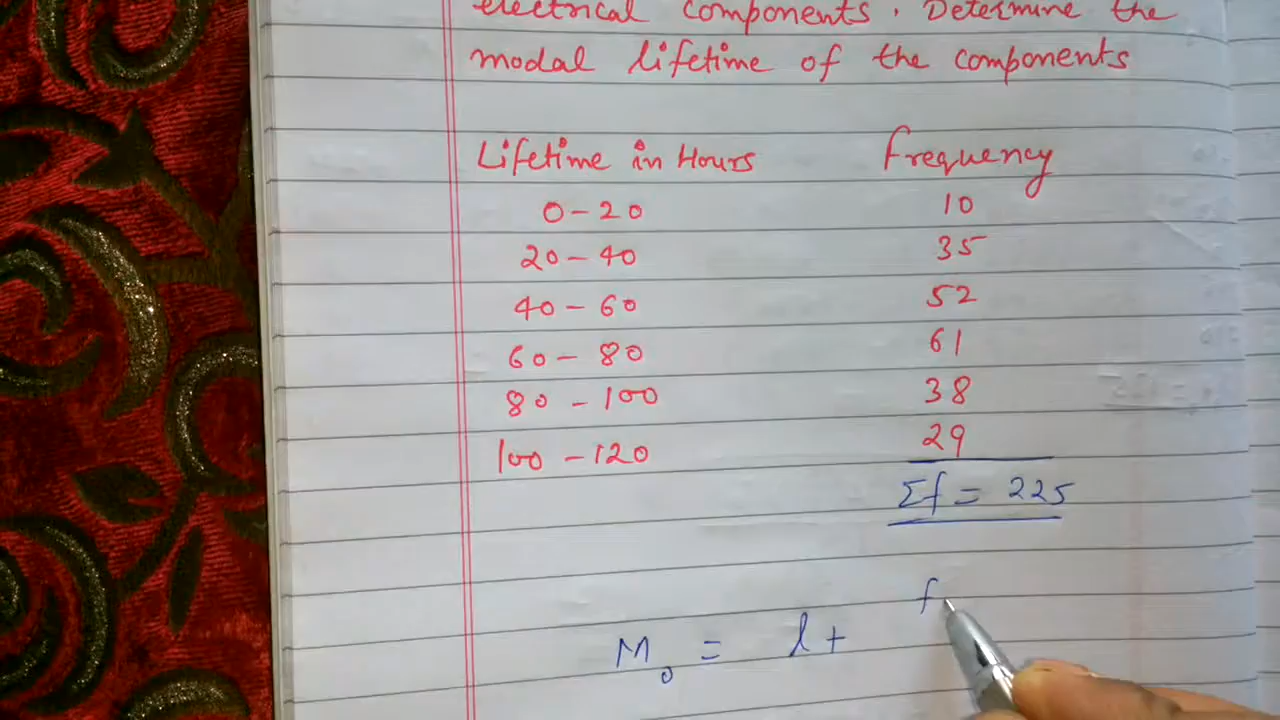 electrical components. Determine the
modal lifetime of the components
Lifetime in Hours Frequency
0-20 10
20-40 35
40-60 52
60-80 61
80-100 38
100-120 29
Σf = 225
M₀ = l + f